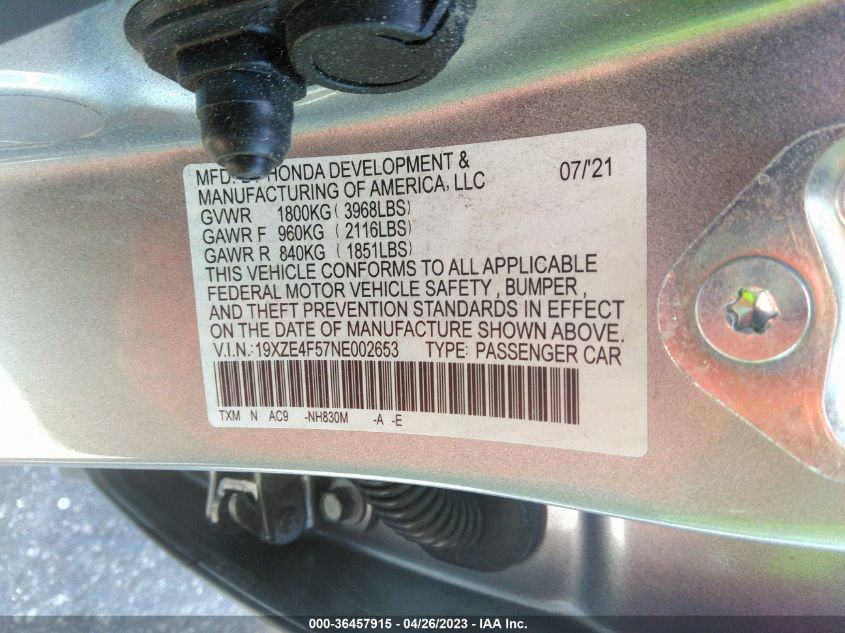 MFD. HONDA DEVELOPMENT & 07/'21
MANUFACTURING OF AMERICA, LLC
GVWR 1800KG (3968LBS)
GAWR F 960KG (2116LBS)
GAWR R 840KG (1851LBS)
THIS VEHICLE CONFORMS TO ALL APPLICABLE
FEDERAL MOTOR VEHICLE SAFETY, BUMPER,
AND THEFT PREVENTION STANDARDS IN EFFECT
ON THE DATE OF MANUFACTURE SHOWN ABOVE.
V.I.N.:19XZE4F57NE002653 TYPE: PASSENGER CAR
TXM N AC9 -NH830M -A -E
000-36457915 - 04/26/2023 - IAA Inc.